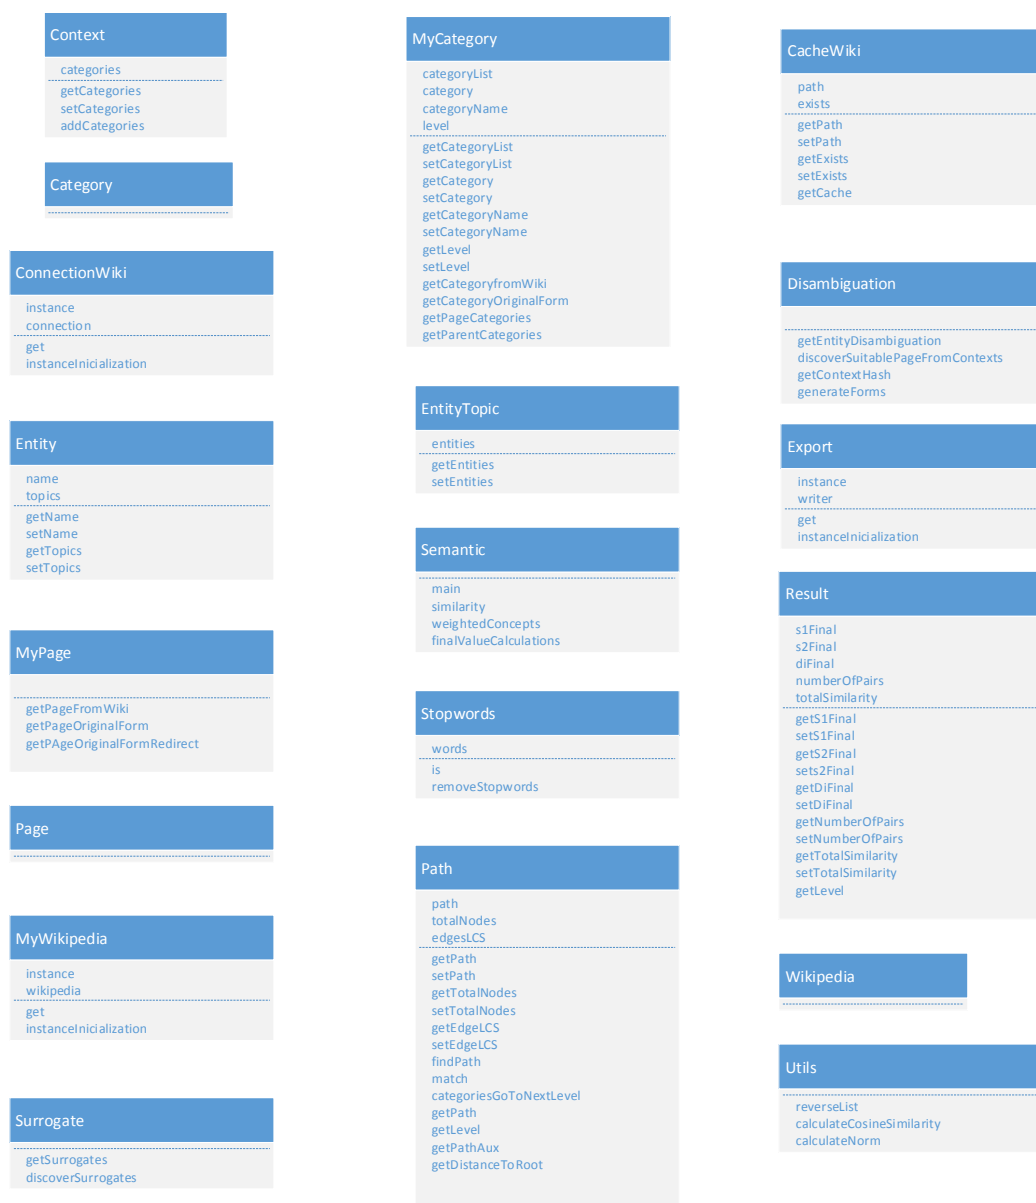 Context
categories
getCategories
setCategories
addCategories
Category
ConnectionWiki
instance
connection
get
instanceInicialization
Entity
name
topics
getName
setName
getTopics
setTopics
MyPage
getPageFromWiki
getPageOriginalForm
getPAgeOriginalFormRedirect
Page
MyWikipedia
instance
wikipedia
get
instanceInicialization
Surrogate
getSurrogates
discoverSurrogates
MyCategory
categoryList
category
categoryName
level
getCategoryList
setCategoryList
getCategory
setCategory
getCategoryName
setCategoryName
getLevel
setLevel
getCategoryfromWiki
getCategoryOriginalForm
getPageCategories
getParentCategories
EntityTopic
entities
getEntities
setEntities
Semantic
main
similarity
weightedConcepts
finalValueCalculations
Stopwords
words
is
removeStopwords
Path
path
totalNodes
edgesLCS
getPath
setPath
getTotalNodes
setTotalNodes
getEdgeLCS
setEdgeLCS
findPath
match
categoriesGoToNextLevel
getPath
getLevel
getPathAux
getDistanceToRoot
CacheWiki
path
exists
getPath
setPath
getExists
setExists
getCache
Disambiguation
getEntityDisambiguation
discoverSuitablePageFromContexts
getContextHash
generateForms
Export
instance
writer
get
instanceInicialization
Result
s1Final
s2Final
diFinal
numberOfPairs
totalSimilarity
getS1Final
setS1Final
getS2Final
sets2Final
getDiFinal
setDiFinal
getNumberOfPairs
setNumberOfPairs
getTotalSimilarity
setTotalSimilarity
getLevel
Wikipedia
Utils
reverseList
calculateCosineSimilarity
calculateNorm